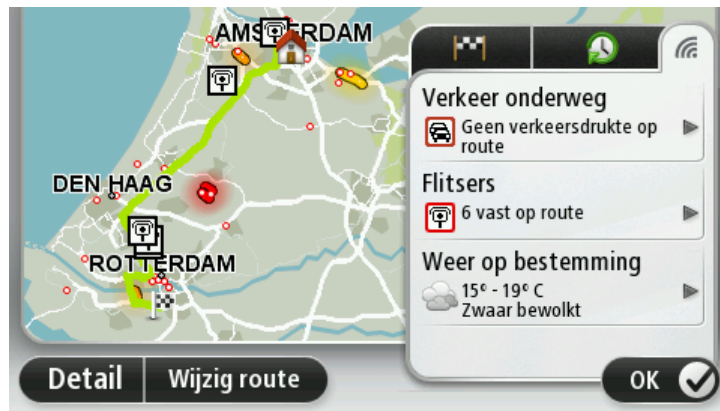 AMSTERDAM
DEN HAAG
ROTTERDAM
Verkeer onderweg
Geen verkeersdrukte op
route
Flitsers
6 vast op route
Weer op bestemming
15° - 19° C
Zwaar bewolkt
Detail
Wijzig route
OK